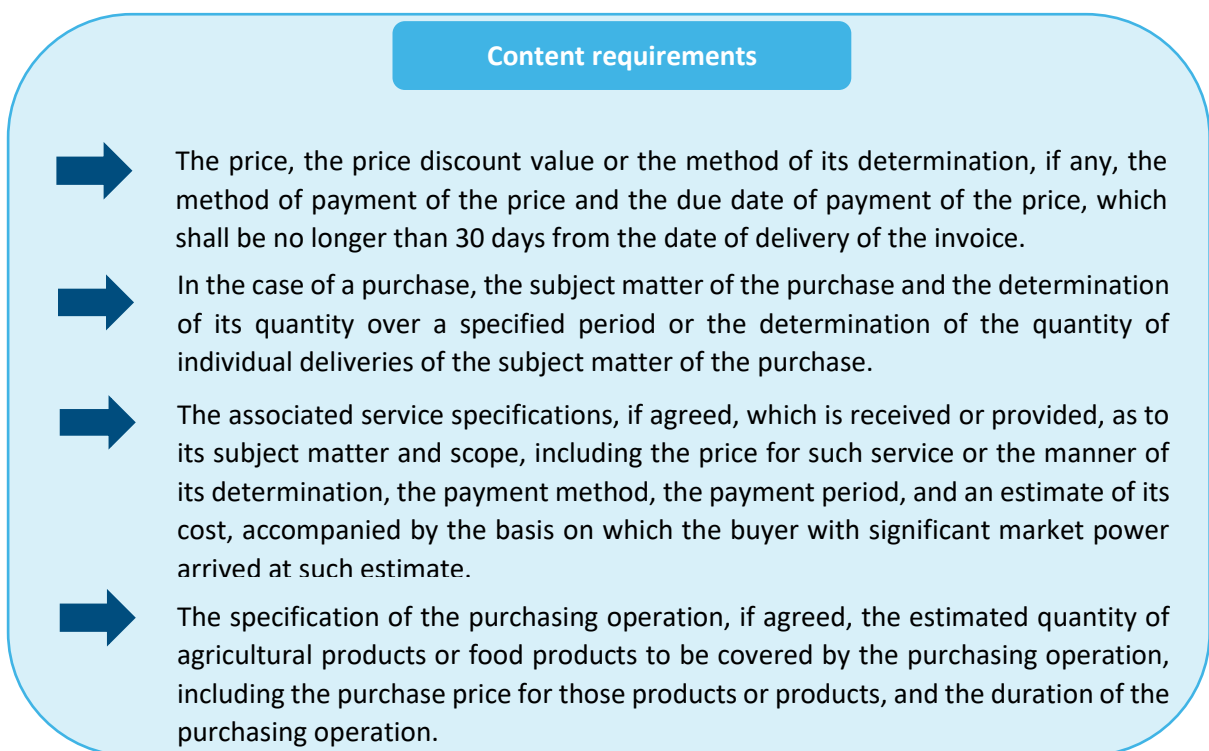 Content requirements
The price, the price discount value or the method of its determination, if any, the
method of payment of the price and the due date of payment of the price, which
shall be no longer than 30 days from the date of delivery of the invoice.
In the case of a purchase, the subject matter of the purchase and the determination
of its quantity over a specified period or the determination of the quantity of
individual deliveries of the subject matter of the purchase.
The associated service specifications, if agreed, which is received or provided, as to
its subject matter and scope, including the price for such service or the manner of
its determination, the payment method, the payment period, and an estimate of its
cost, accompanied by the basis on which the buyer with significant market power
arrived at such estimate.
The specification of the purchasing operation, if agreed, the estimated quantity of
agricultural products or food products to be covered by the purchasing operation,
including the purchase price for those products or products, and the duration of the
purchasing operation.